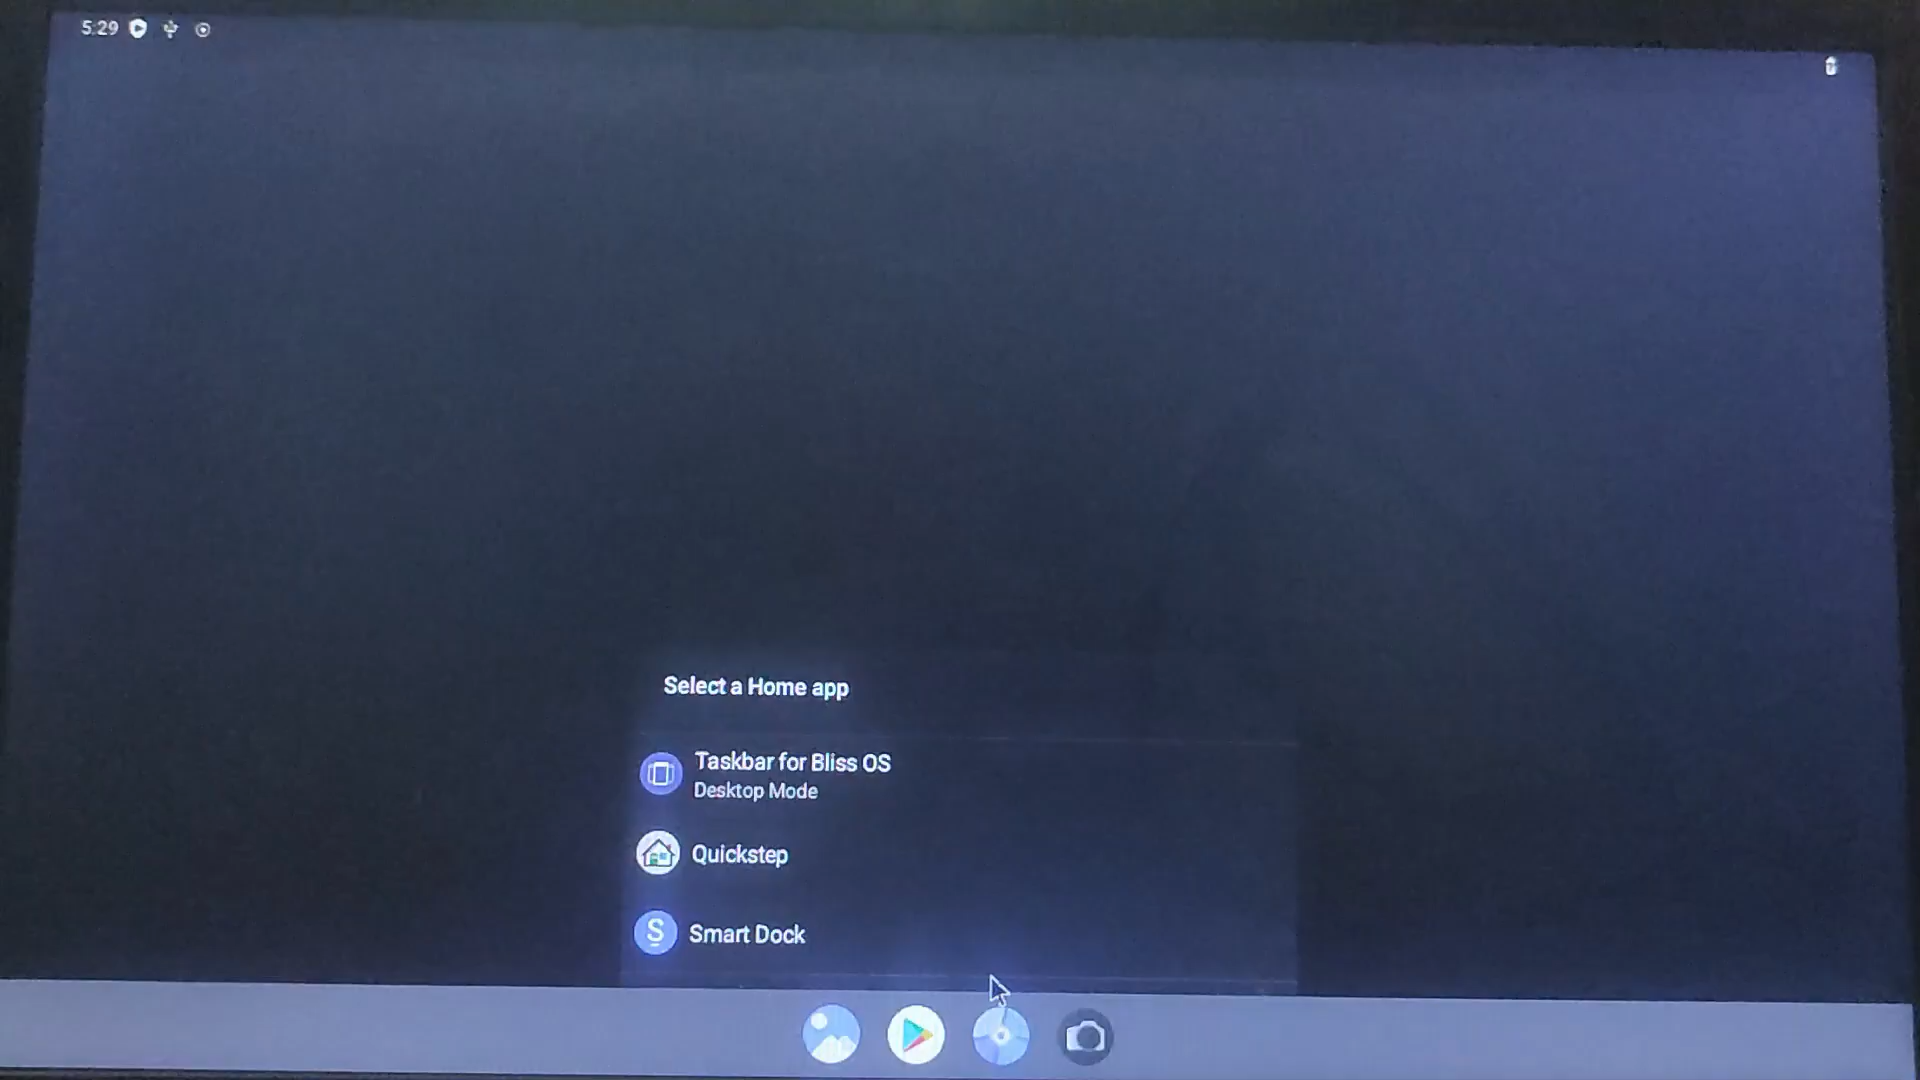 5:29
Select a Home app
Taskbar for Bliss OS
Desktop Mode
Quickstep
S
Smart Dock